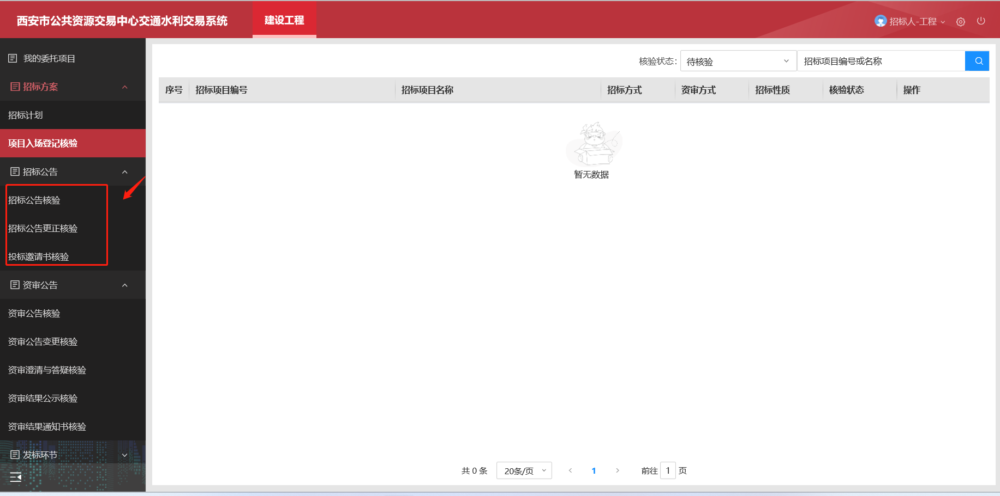 西安市公共资源交易中心交通水利交易系统
建设工程
招标人-工程
我的委托项目
招标方案
招标计划
项目入场登记核验
招标公告
招标公告核验
招标公告更正核验
投标邀请书核验
资审公告
资审公告核验
资审公告变更核验
资审澄清与答疑核验
资审结果公示核验
资审结果通知书核验
发标环节
核验状态: 待核验 招标项目编号或名称
序号 招标项目编号 招标项目名称 招标方式 资审方式 招标性质 核验状态 操作
暂无数据
共 0 条 20条/页 1 前往 1 页